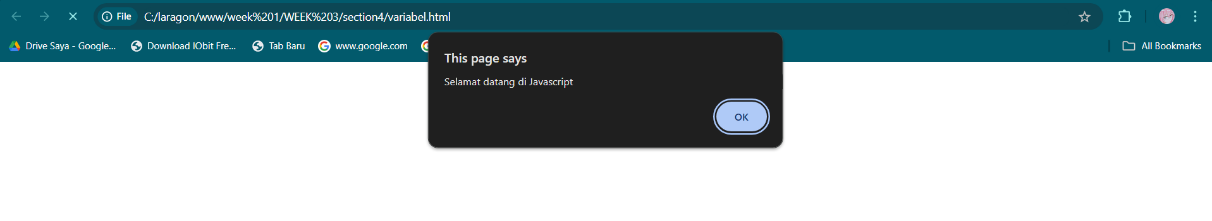 File C:/laragon/www/week%201/WEEK%203/section4/variabel.html
Drive Saya - Google... Download IObit Fre... Tab Baru www.google.com All Bookmarks
This page says
Selamat datang di Javascript
OK